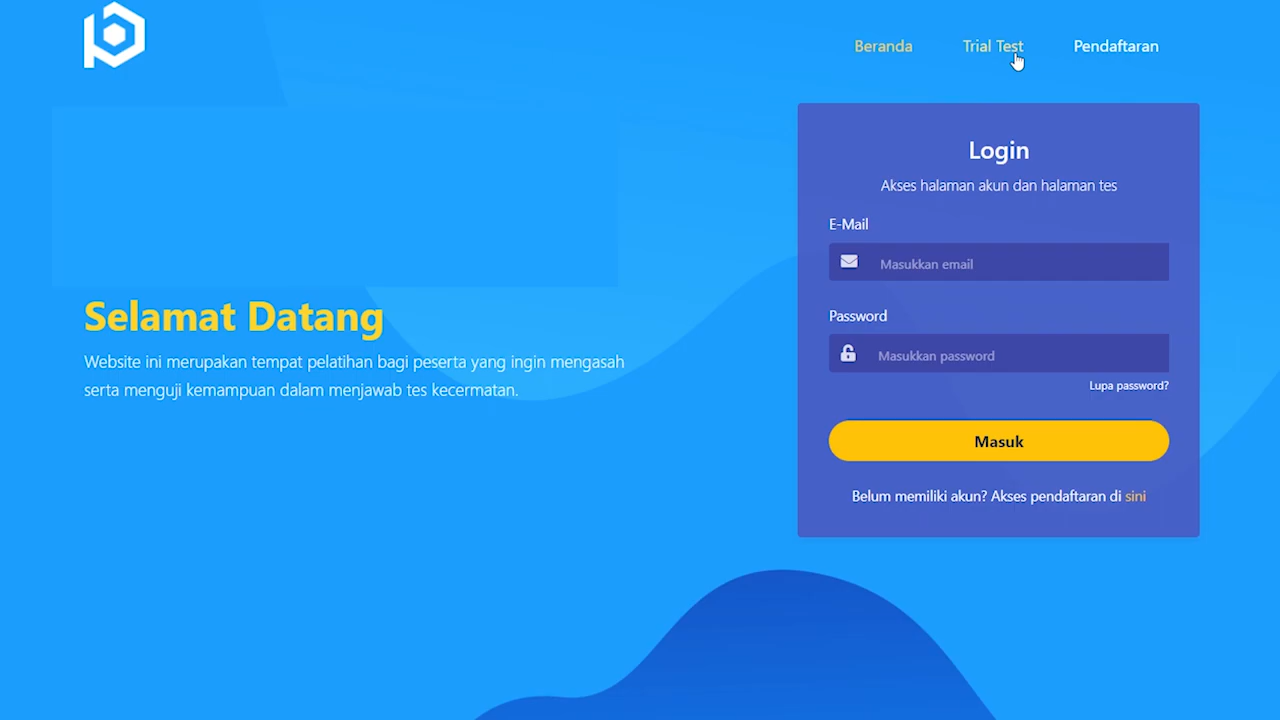 Beranda
Trial Test
Pendaftaran
Selamat Datang
Website ini merupakan tempat pelatihan bagi peserta yang ingin mengasah
serta menguji kemampuan dalam menjawab tes kecermatan.
Login
Akses halaman akun dan halaman tes
E-Mail
Masukkan email
Password
Masukkan password
Lupa password?
Masuk
Belum memiliki akun? Akses pendaftaran di sini